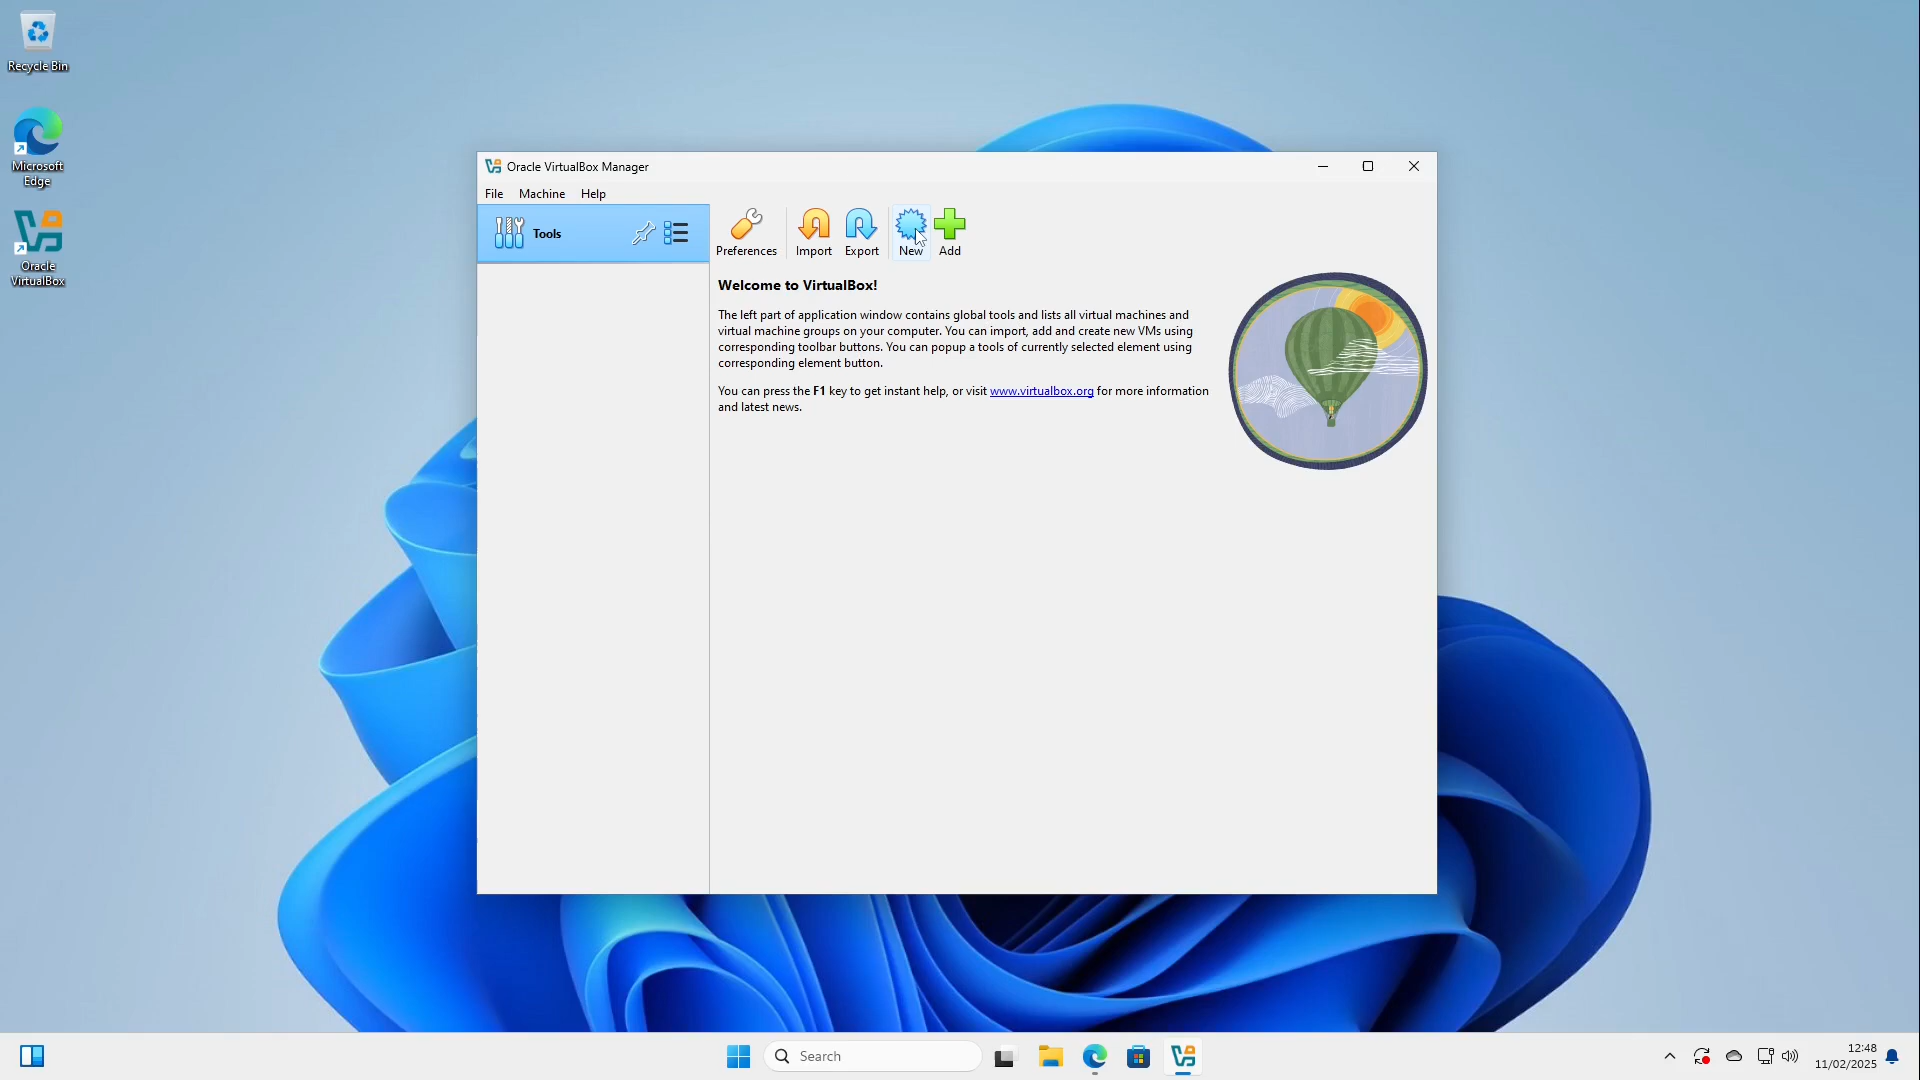 Recycle Bin
Microsoft
Edge
Oracle
VirtualBox
Oracle VirtualBox Manager
File Machine Help
Tools
Preferences Import Export New Add
Welcome to VirtualBox!
The left part of application window contains global tools and lists all virtual machines and
virtual machine groups on your computer. You can import, add and create new VMs using
corresponding toolbar buttons. You can popup a tools of currently selected element using
corresponding element button.
You can press the F1 key to get instant help, or visit www.virtualbox.org for more information
and latest news.
Search
12:48
11/02/2025